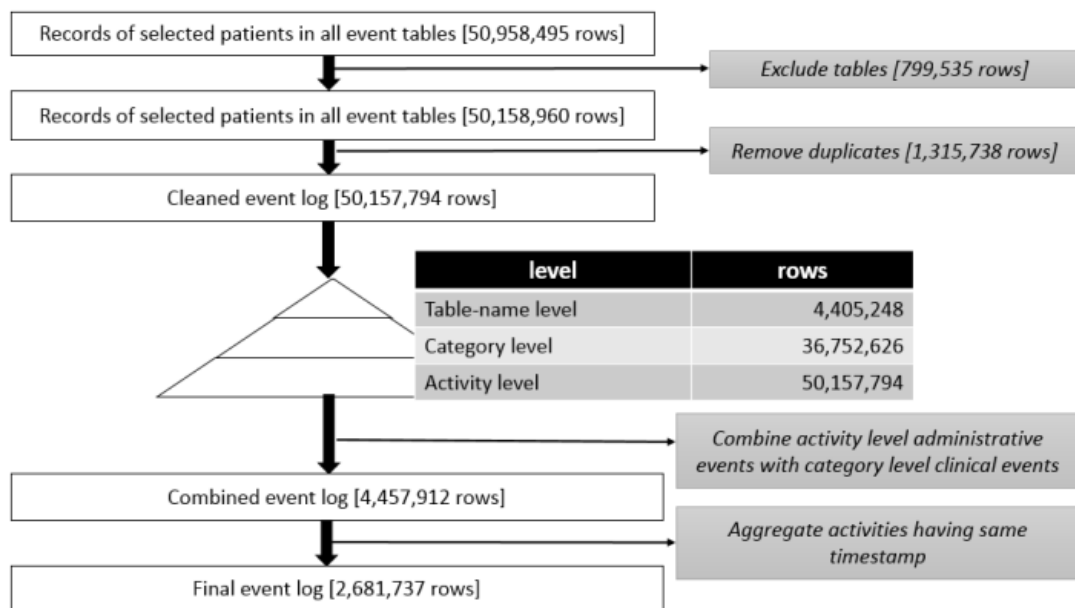 Records of selected patients in all event tables [50,958,495 rows]
Exclude tables [799,535 rows]
Records of selected patients in all event tables [50,158,960 rows]
Remove duplicates [1,315,738 rows]
Cleaned event log [50,157,794 rows]
level rows
Table-name level 4,405,248
Category level 36,752,626
Activity level 50,157,794
Combine activity level administrative
events with category level clinical events
Combined event log [4,457,912 rows]
Aggregate activities having same
timestamp
Final event log [2,681,737 rows]